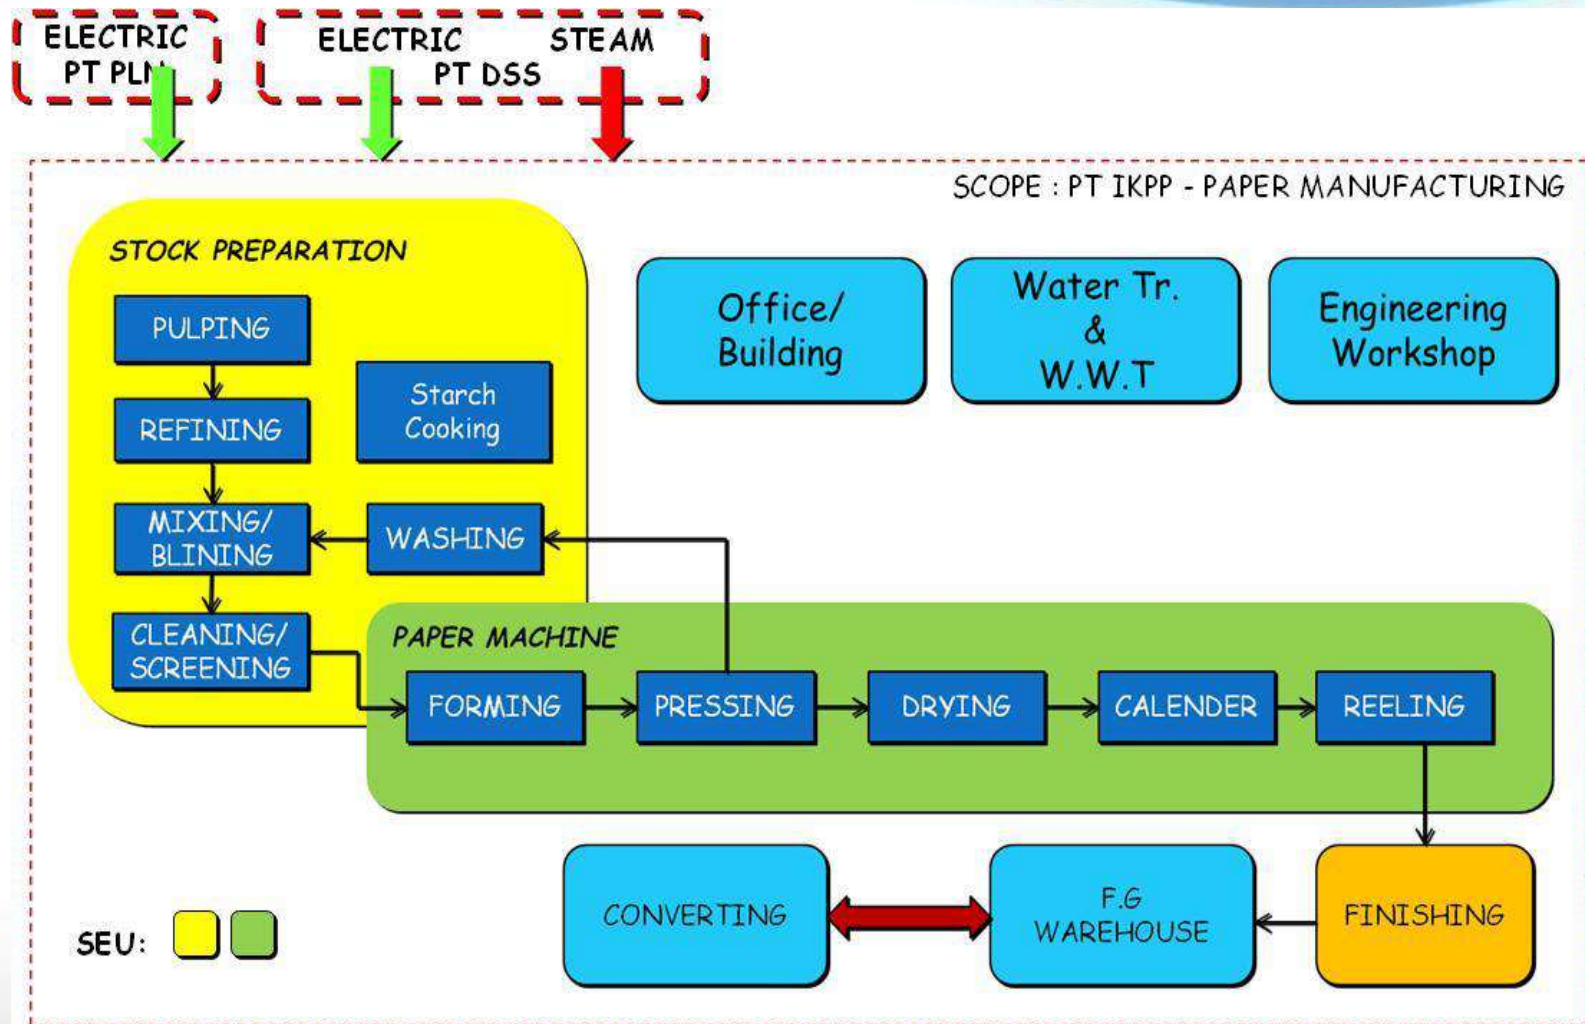 ELECTRIC
PT PLN
ELECTRIC STEAM
PT DSS
SCOPE : PT IKPP - PAPER MANUFACTURING
STOCK PREPARATION
PULPING
REFINING
MIXING/
BLINING
CLEANING/
SCREENING
Starch
Cooking
WASHING
Office/
Building
Water Tr.
&
W.W.T
Engineering
Workshop
PAPER MACHINE
FORMING
PRESSING
DRYING
CALENDER
REELING
CONVERTING
F.G
WAREHOUSE
FINISHING
SEU: